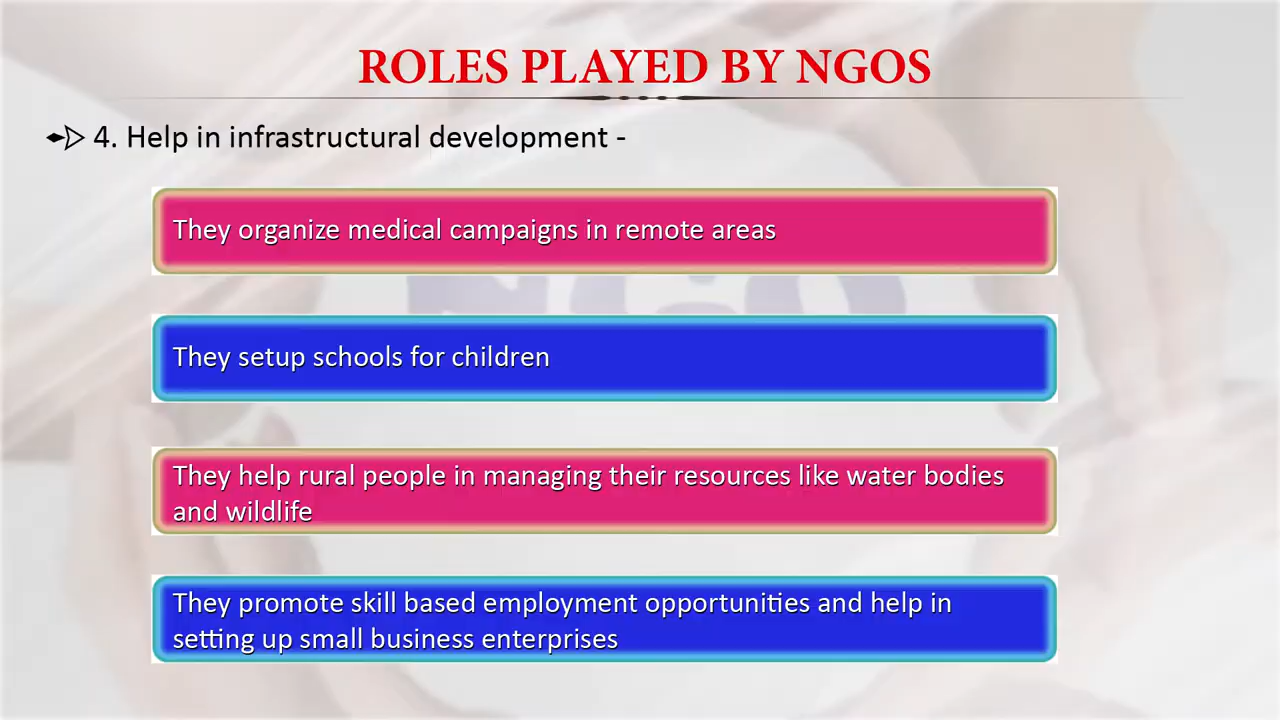 ROLES PLAYED BY NGOS
4. Help in infrastructural development -
They organize medical campaigns in remote areas
NGO
They setup schools for children
They help rural people in managing their resources like water bodies
and wildlife
They promote skill based employment opportunities and help in
setting up small business enterprises